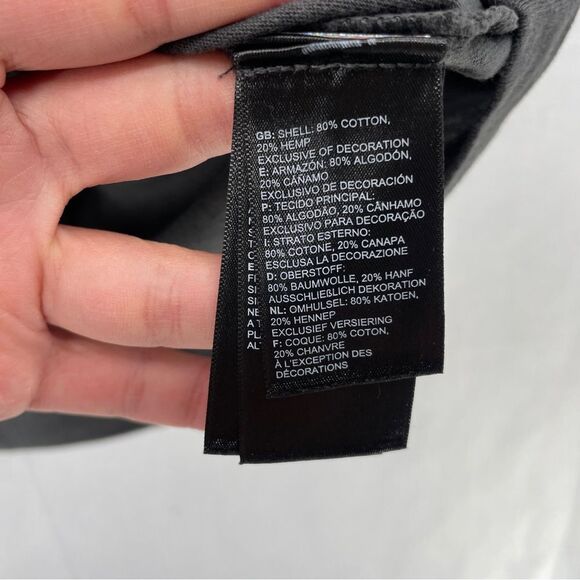 GB: SHELL: 80% COTTON,
20% HEMP
EXCLUSIVE OF DECORATION
E: ARMAZÓN: 80% ALGODÓN,
20% CÁÑAMO
EXCLUSIVO DE DECORACIÓN
P: TECIDO PRINCIPAL:
80% ALGODÃO, 20% CÂNHAMO
EXCLUSIVO PARA DECORAÇÃO
I: STRATO ESTERNO:
80% COTONE, 20% CANAPA
ESCLUSA LA DECORAZIONE
D: OBERSTOFF:
80% BAUMWOLLE, 20% HANF
AUSSCHLIEßLICH DEKORATION
NL: OMHULSEL: 80% KATOEN,
20% HENNEP
EXCLUSIEF VERSIERING
F: COQUE: 80% COTON,
20% CHANVRE
À L'EXCEPTION DES
DÉCORATIONS